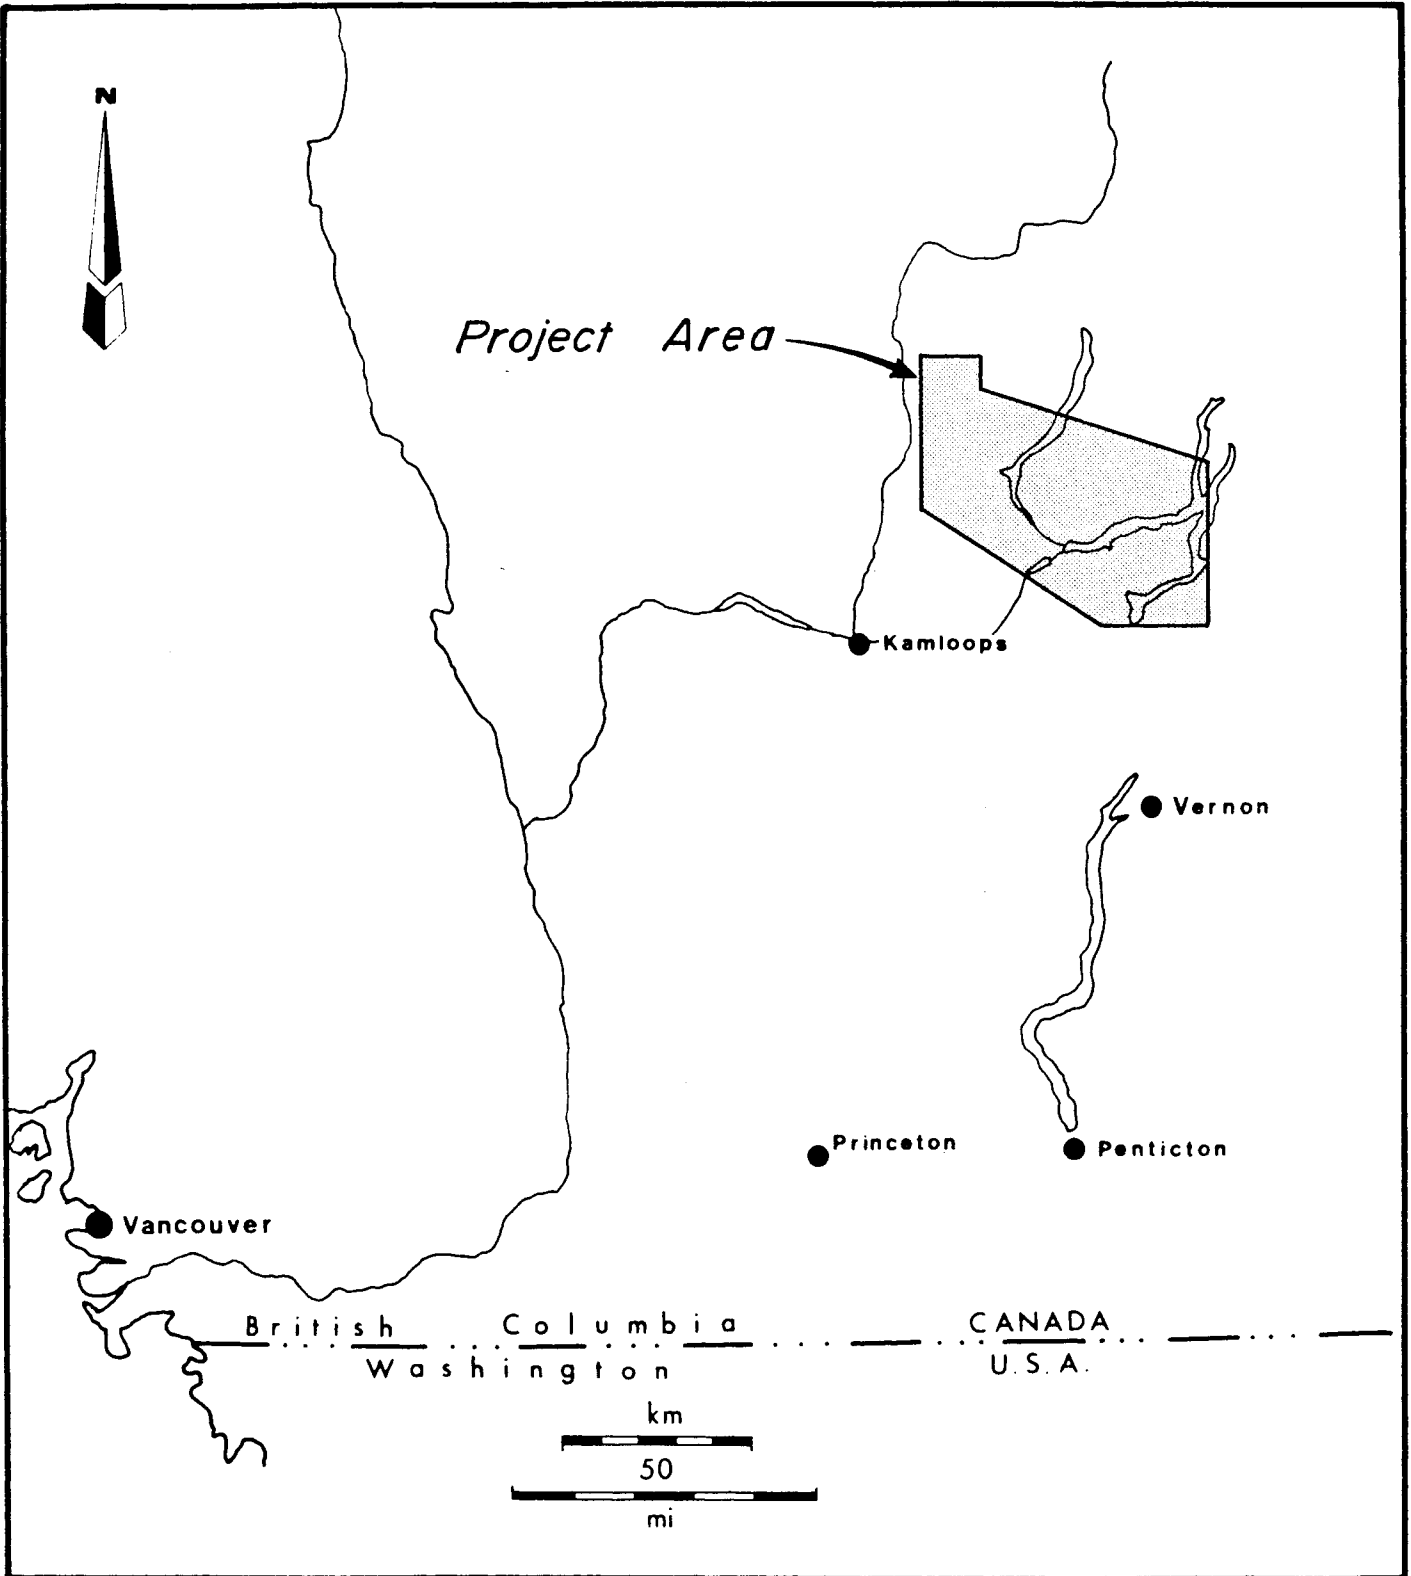 N
Project Area
Kamloops
Vernon
Princeton
Penticton
Vancouver
British Columbia
CANADA
Washington
U.S.A.
km
50
mi